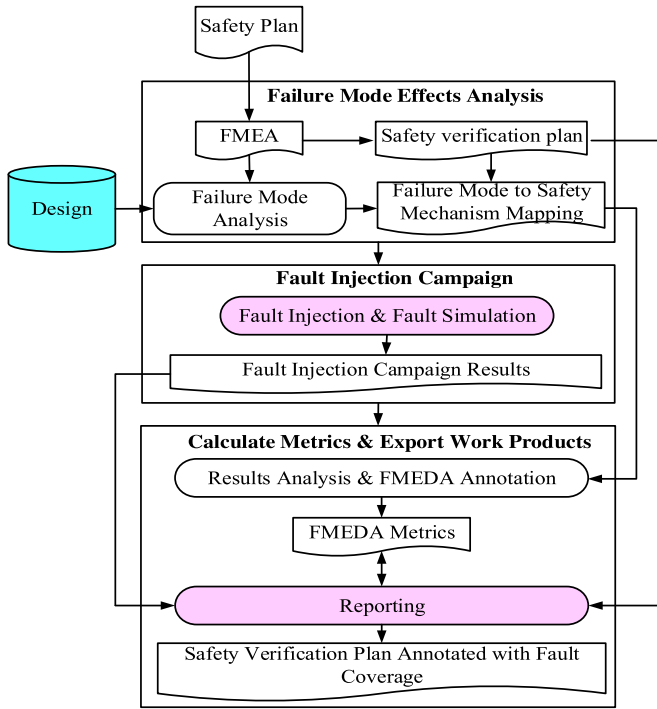 Safety Plan
Failure Mode Effects Analysis
FMEA
Safety verification plan
Design
Failure Mode
Analysis
Failure Mode to Safety
Mechanism Mapping
Fault Injection Campaign
Fault Injection & Fault Simulation
Fault Injection Campaign Results
Calculate Metrics & Export Work Products
Results Analysis & FMEDA Annotation
FMEDA Metrics
Reporting
Safety Verification Plan Annotated with Fault
Coverage